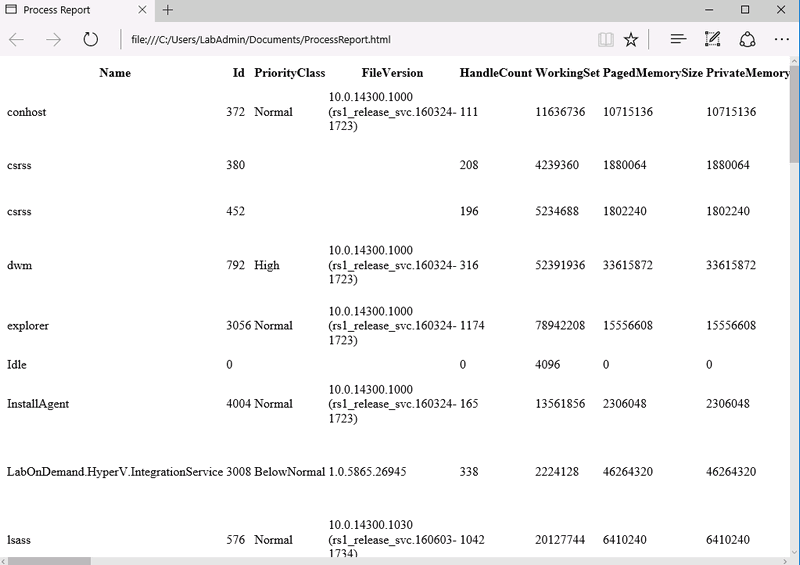 Process Report
file:///C:/Users/LabAdmin/Documents/ProcessReport.html
Name Id PriorityClass FileVersion HandleCount WorkingSet PagedMemorySize PrivateMemory
conhost 372 Normal 10.0.14300.1000 (rs1_release_svc.160324-1723) 111 11636736 10715136 10715136
csrss 380 208 4239360 1880064 1880064
csrss 452 196 5234688 1802240 1802240
dwm 792 High 10.0.14300.1000 (rs1_release_svc.160324-1723) 316 52391936 33615872 33615872
explorer 3056 Normal 10.0.14300.1000 (rs1_release_svc.160324-1723) 1174 78942208 15556608 15556608
Idle 0 0 4096 0 0
InstallAgent 4004 Normal 10.0.14300.1000 (rs1_release_svc.160324-1723) 165 13561856 2306048 2306048
LabOnDemand.HyperV.IntegrationService 3008 BelowNormal 1.0.5865.26945 338 2224128 46264320 46264320
lsass 576 Normal 10.0.14300.1030 (rs1_release_svc.160603-1734) 1042 20127744 6410240 6410240